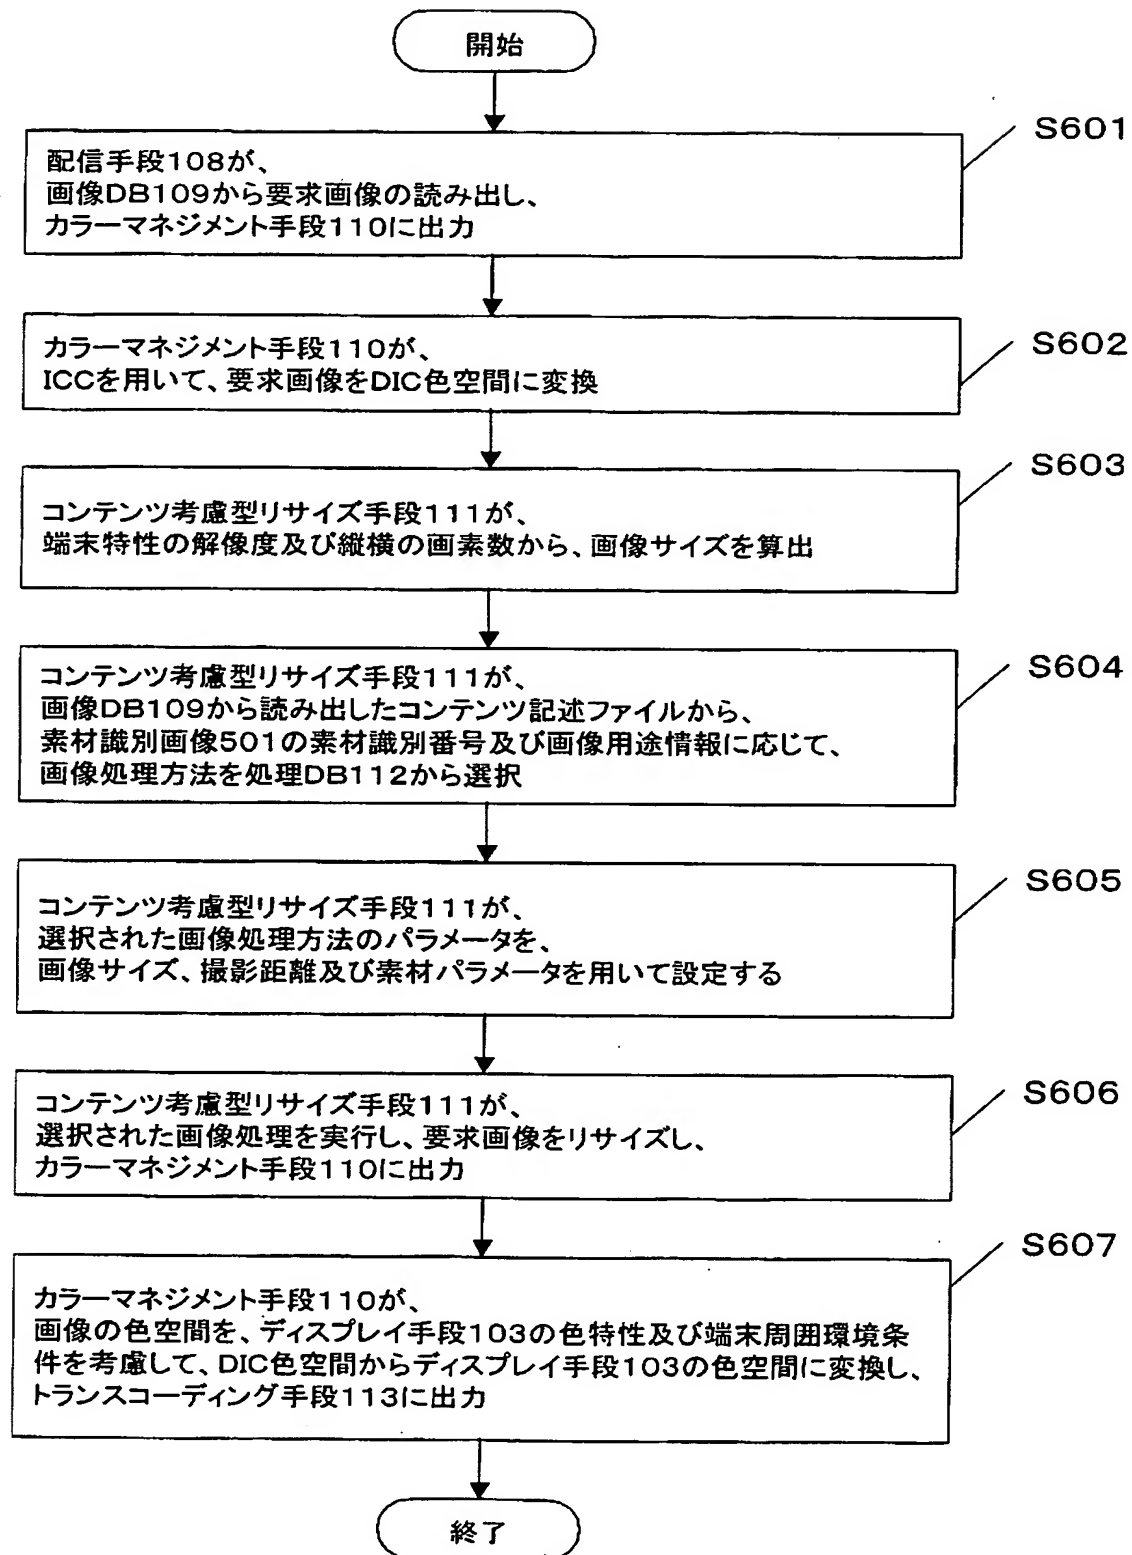 開始
S601
配信手段108が、
画像DB109から要求画像の読み出し、
カラーマネジメント手段110に出力
S602
カラーマネジメント手段110が、
ICCを用いて、要求画像をDIC色空間に変換
S603
コンテンツ考慮型リサイズ手段111が、
端末特性の解像度及び縦横の画素数から、画像サイズを算出
S604
コンテンツ考慮型リサイズ手段111が、
画像DB109から読み出したコンテンツ記述ファイルから、
素材識別画像501の素材識別番号及び画像用途情報に応じて、
画像処理方法を処理DB112から選択
S605
コンテンツ考慮型リサイズ手段111が、
選択された画像処理方法のパラメータを、
画像サイズ、撮影距離及び素材パラメータを用いて設定する
S606
コンテンツ考慮型リサイズ手段111が、
選択された画像処理を実行し、要求画像をリサイズし、
カラーマネジメント手段110に出力
S607
カラーマネジメント手段110が、
画像の色空間を、ディスプレイ手段103の色特性及び端末周囲環境条
件を考慮して、DIC色空間からディスプレイ手段103の色空間に変換し、
トランスコーディング手段113に出力
終了